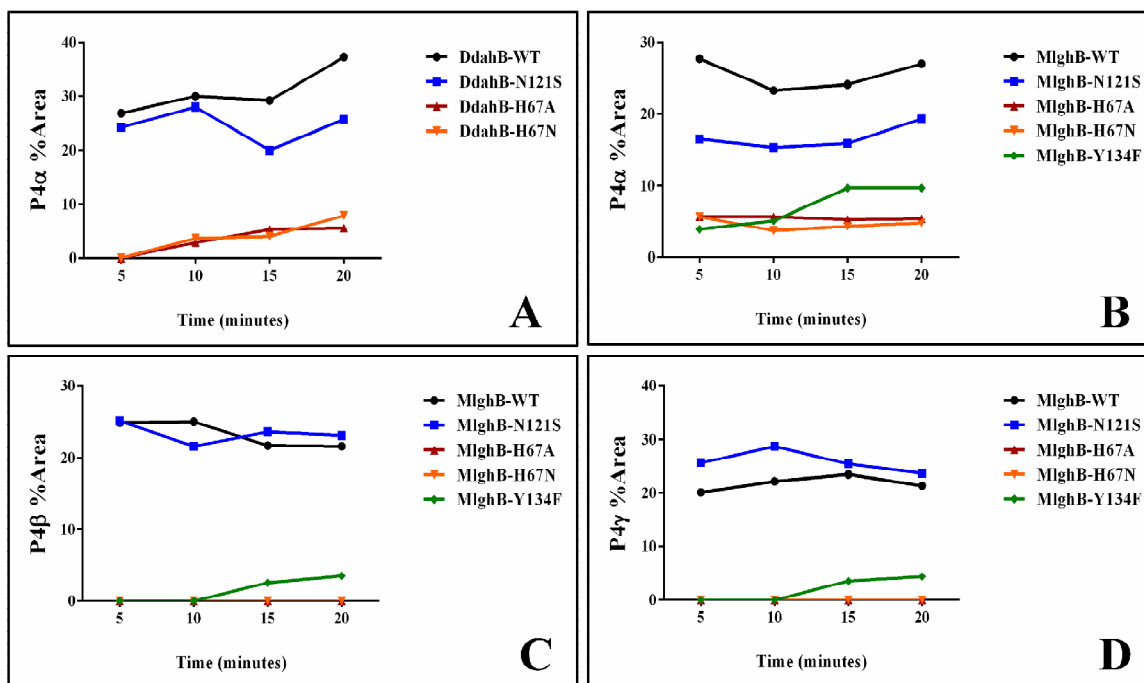 40
30
20
10
0
P4α %Area
5 10 15 20
Time (minutes)
DdahB-WT
DdahB-N121S
DdahB-H67A
DdahB-H67N
A
30
20
10
0
P4α %Area
5 10 15 20
Time (minutes)
MlghB-WT
MlghB-N121S
MlghB-H67A
MlghB-H67N
MlghB-Y134F
B
30
20
10
0
P4β %Area
5 10 15 20
Time (minutes)
MlghB-WT
MlghB-N121S
MlghB-H67A
MlghB-H67N
MlghB-Y134F
C
40
30
20
10
0
P4γ %Area
5 10 15 20
Time (minutes)
MlghB-WT
MlghB-N121S
MlghB-H67A
MlghB-H67N
MlghB-Y134F
D